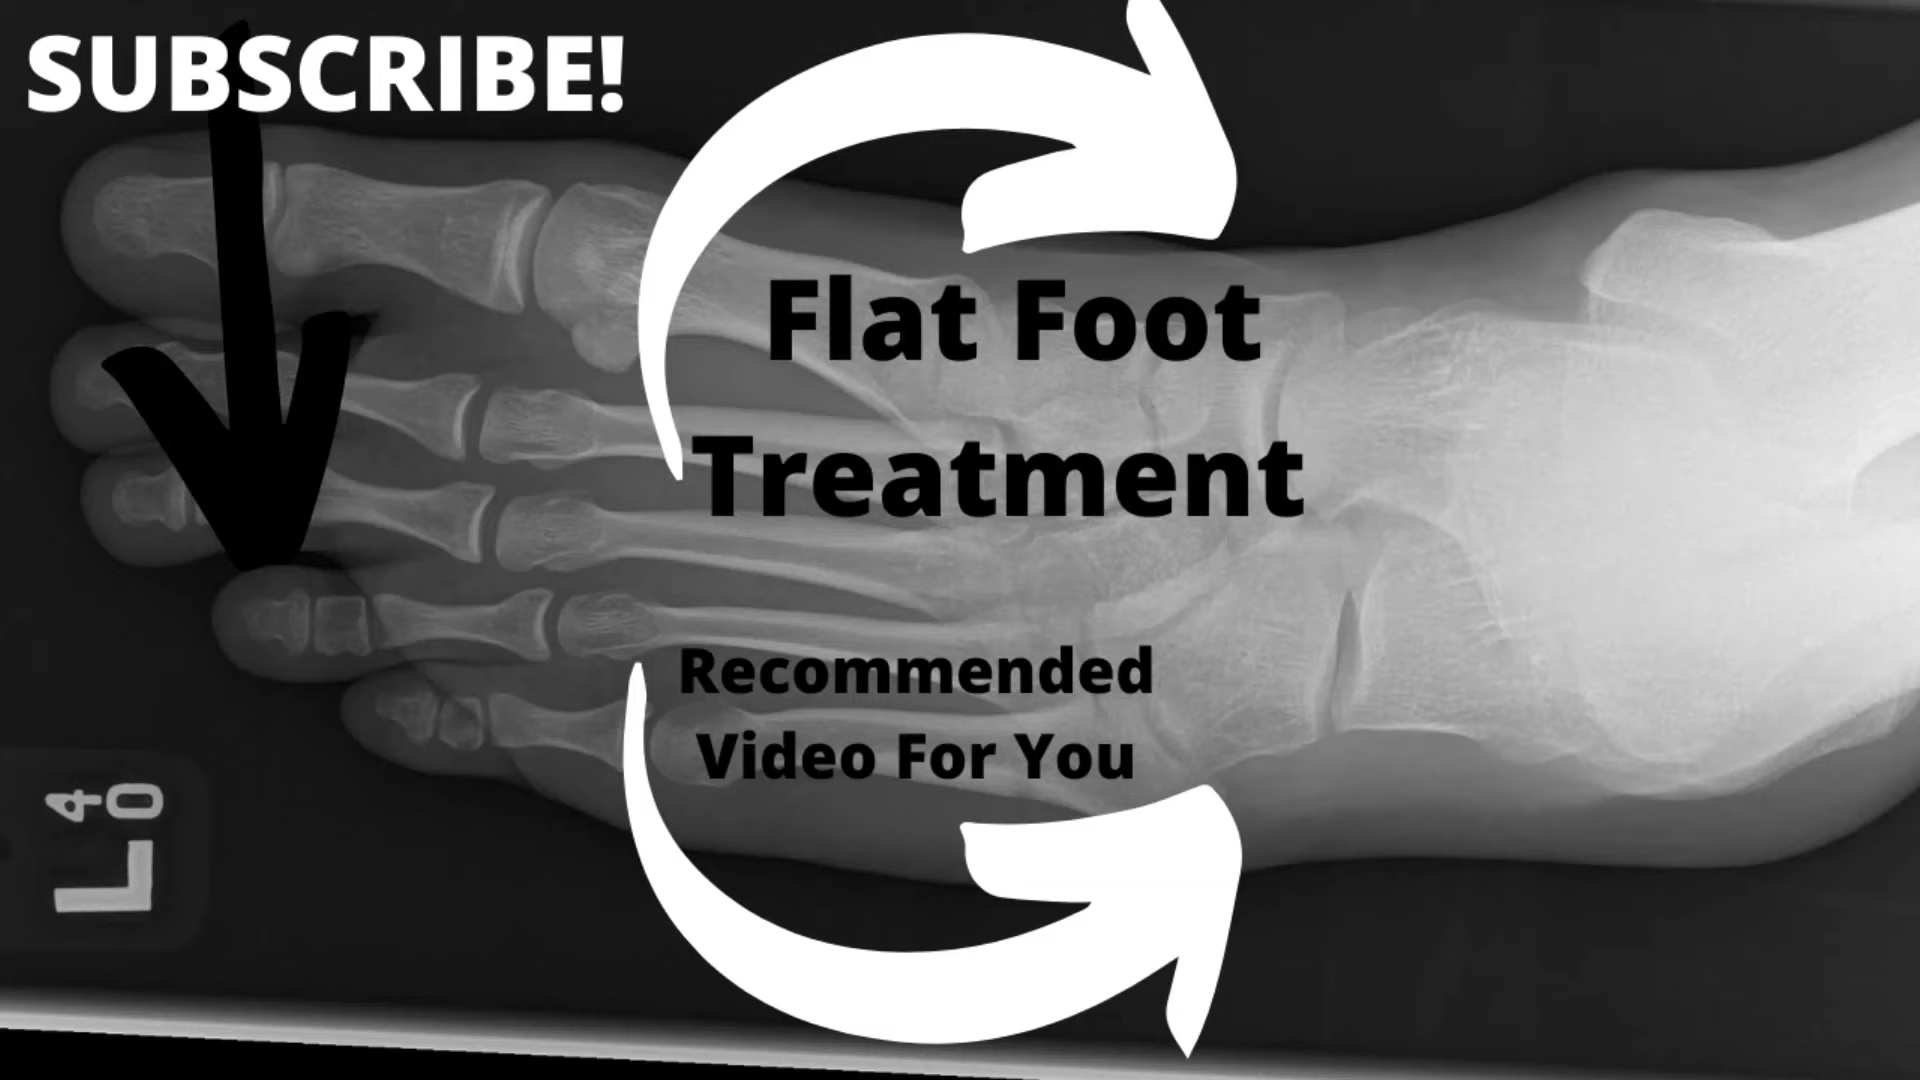 SUBSCRIBE!
Flat Foot
Treatment
Recommended
Video For You
L 40